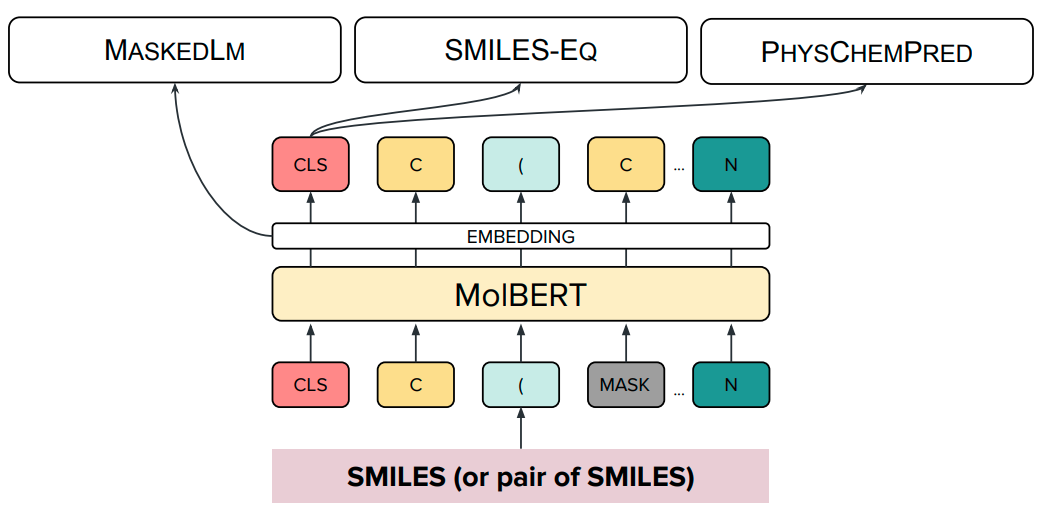 MASKEDLM SMILES-EQ PHYSCHEMPRED
CLS C ( C ... N
EMBEDDING
MolBERT
CLS C ( MASK ... N
SMILES (or pair of SMILES)